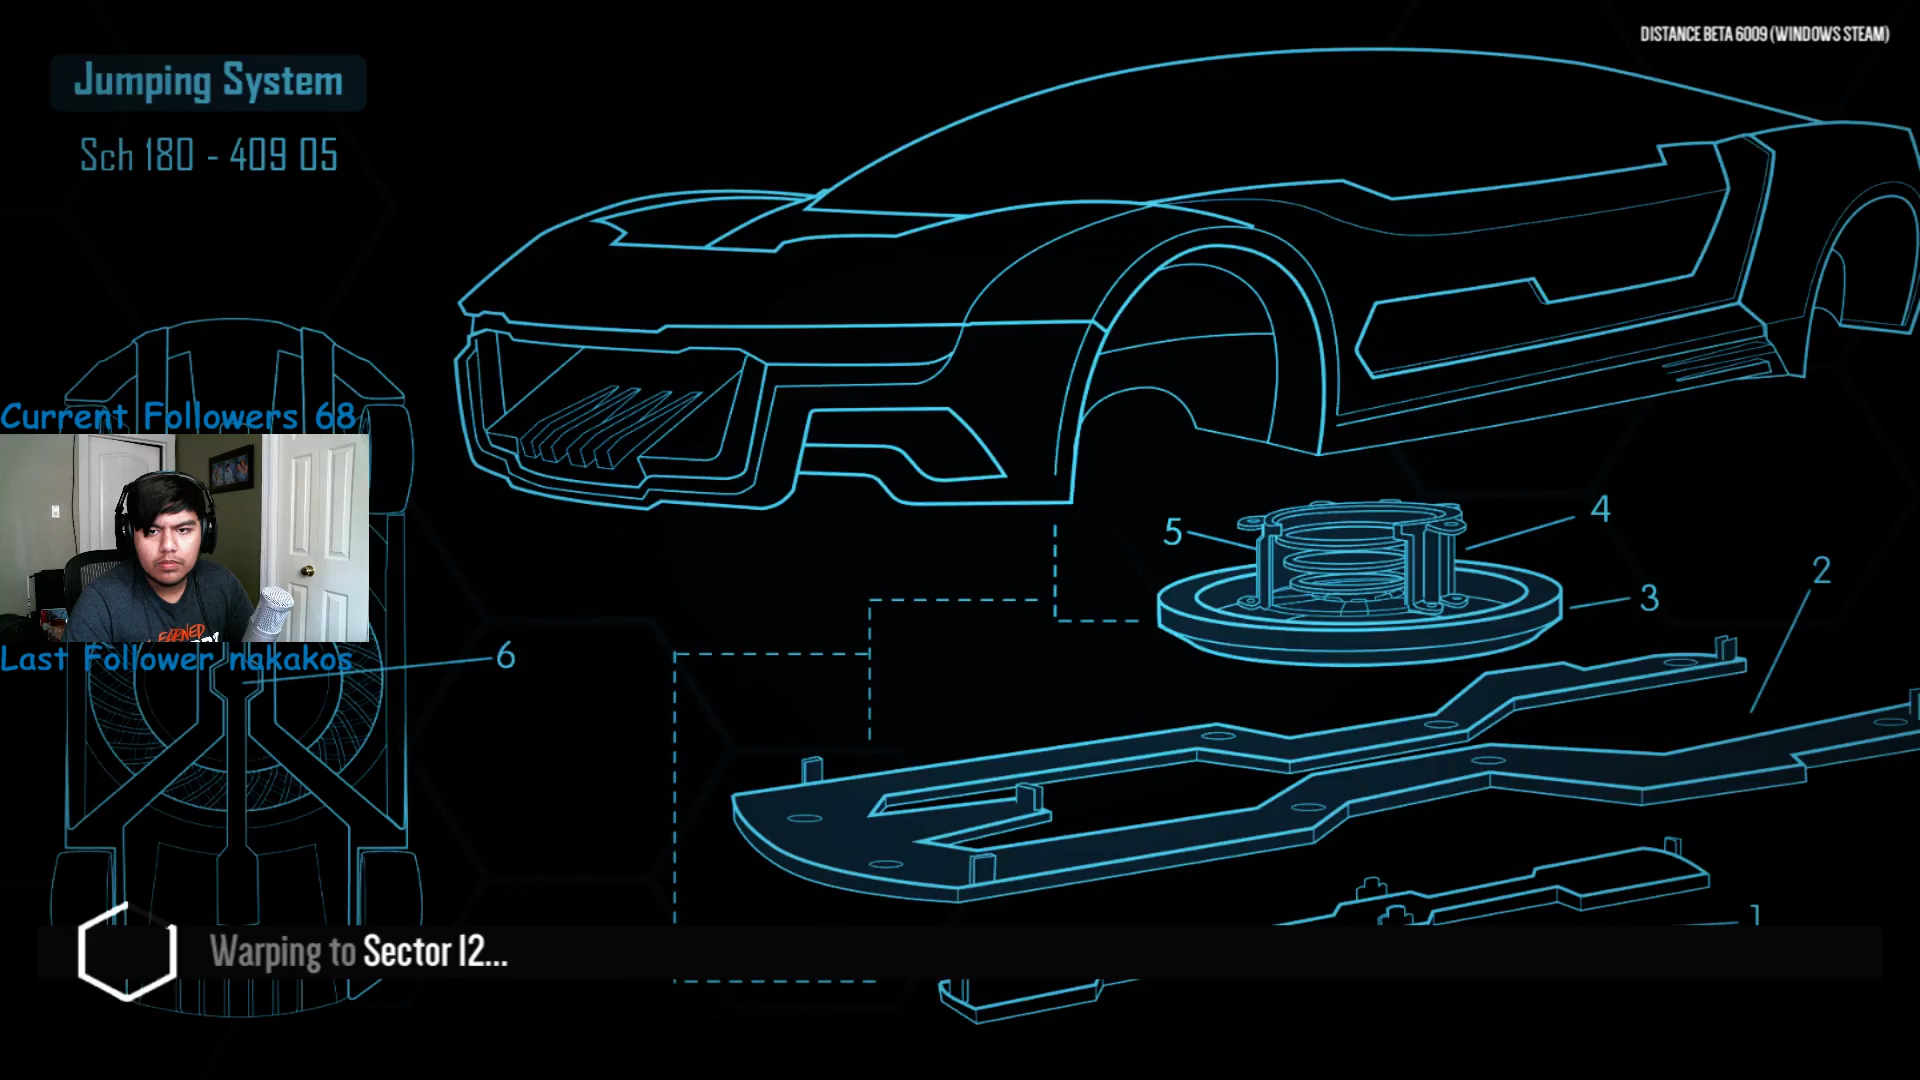 DISTANCE BETA 6009 (WINDOWS STEAM)
Jumping System
Sch 180 - 409 05
Current Followers 68
Last Follower nakakos
5
4
3
2
6
1
Warping to Sector 12...